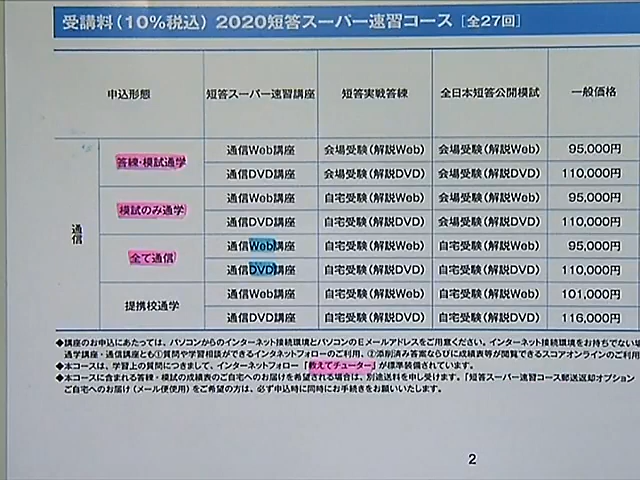 受講料（10%税込） 2020短答スーパー速習コース ［全27回］
申込形態 短答スーパー速習講座 短答実戦答練 全日本短答公開模試 一般価格
通信
答練・模試通学 通信Web講座 会場受験（解説Web） 会場受験（解説Web） 95,000円
通信DVD講座 会場受験（解説DVD） 会場受験（解説DVD） 110,000円
模試のみ通学 通信Web講座 自宅受験（解説Web） 会場受験（解説Web） 95,000円
通信DVD講座 自宅受験（解説DVD） 会場受験（解説DVD） 110,000円
全て通信 通信Web講座 自宅受験（解説Web） 自宅受験（解説Web） 95,000円
通信DVD講座 自宅受験（解説DVD） 自宅受験（解説DVD） 110,000円
提携校通学 通信Web講座 自宅受験（解説Web） 自宅受験（解説Web） 101,000円
通信DVD講座 自宅受験（解説DVD） 自宅受験（解説DVD） 116,000円
◆講座のお申込にあたっては、パソコンからのインターネット接続環境とパソコンのEメールアドレスをご用意ください。インターネット接続環境をお持ちでない場
通学講座・通信講座とも①質問や学習相談ができるインタネットフォローのご利用、②添削済み答案ならびに成績表等が閲覧できるスコアオンラインのご利用
◆本コースは、学習上の質問につきまして、インターネットフォロー「教えてチューター」が標準装備されています。
◆本コースに含まれる答練・模試の成績表のご自宅へのお届けを希望される場合は、別途送料を申し受けます。「短答スーパー速習コース郵送返却オプション
ご自宅へのお届け（メール便使用）をご希望の方は、必ず申込時に同時にお手続きをお願いいたします。
2